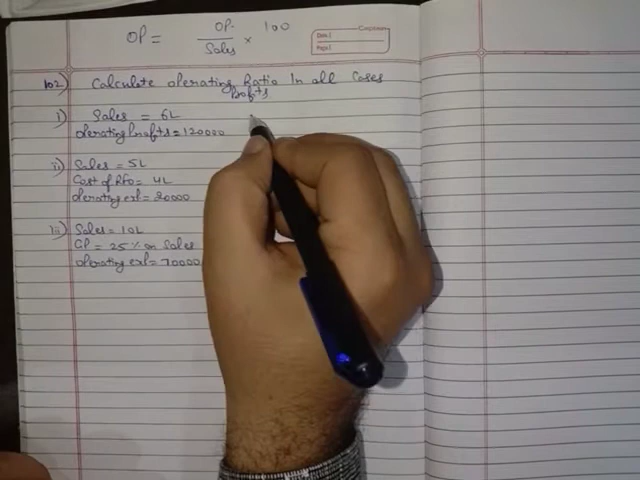 OP = OP / Sales × 100
Date
Page
102) Calculate operating Ratio In all Cases
Profits
i) Sales = 6L
operating Profits = 120000
ii) Sales = 5L
Cost of RFO = 4L
operating exp = 20000
iii) Sales = 10L
GP = 25 % on Sales
operating exp = 70000